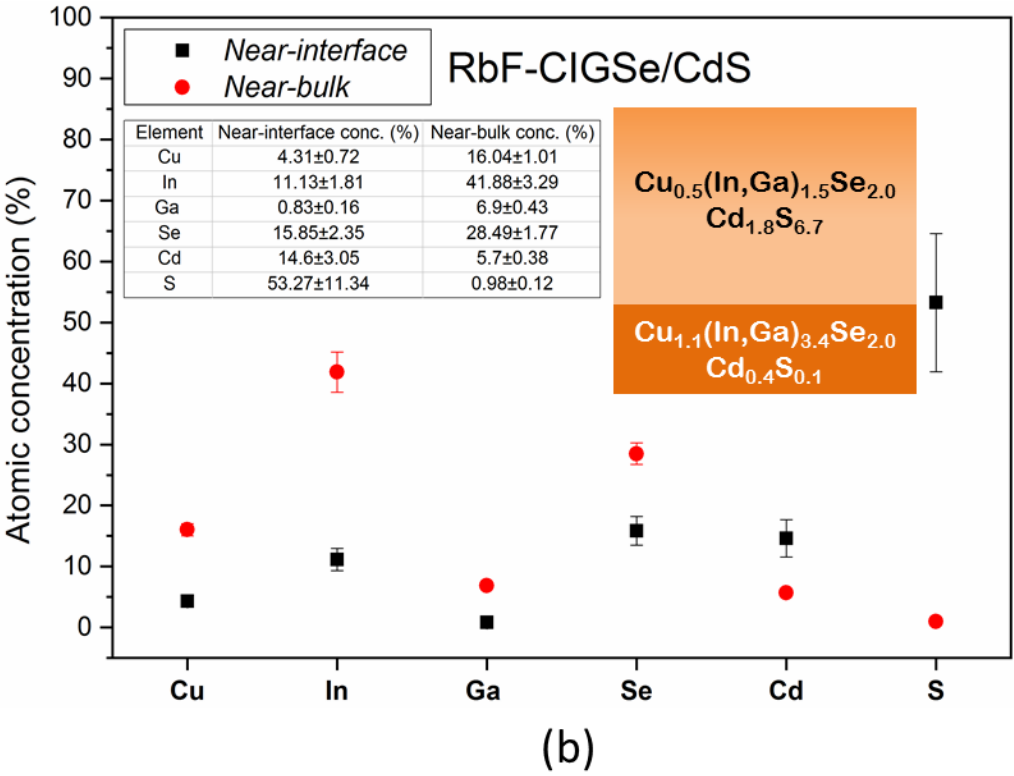 100
90
80
70
60
50
40
30
20
10
0
Atomic concentration (%)
Near-interface
Near-bulk
RbF-CIGSe/CdS
Element Near-interface conc. (%) Near-bulk conc. (%)
Cu 4.31±0.72 16.04±1.01
In 11.13±1.81 41.88±3.29
Ga 0.83±0.16 6.9±0.43
Se 15.85±2.35 28.49±1.77
Cd 14.6±3.05 5.7±0.38
S 53.27±11.34 0.98±0.12
Cu0.5(In,Ga)1.5Se2.0
Cd1.8S6.7
Cu1.1(In,Ga)3.4Se2.0
Cd0.4S0.1
Cu In Ga Se Cd S
(b)